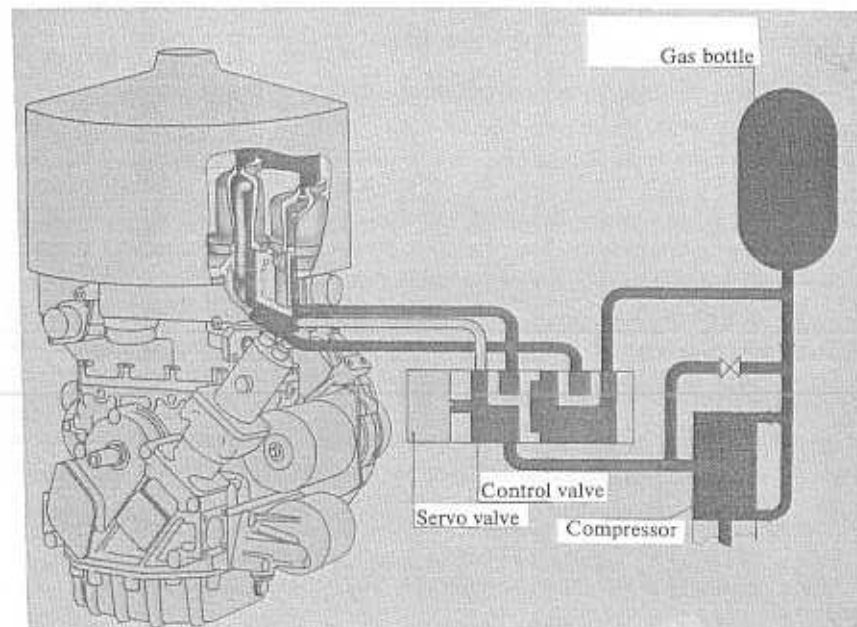 Gas bottle
Control valve
Servo valve
Compressor